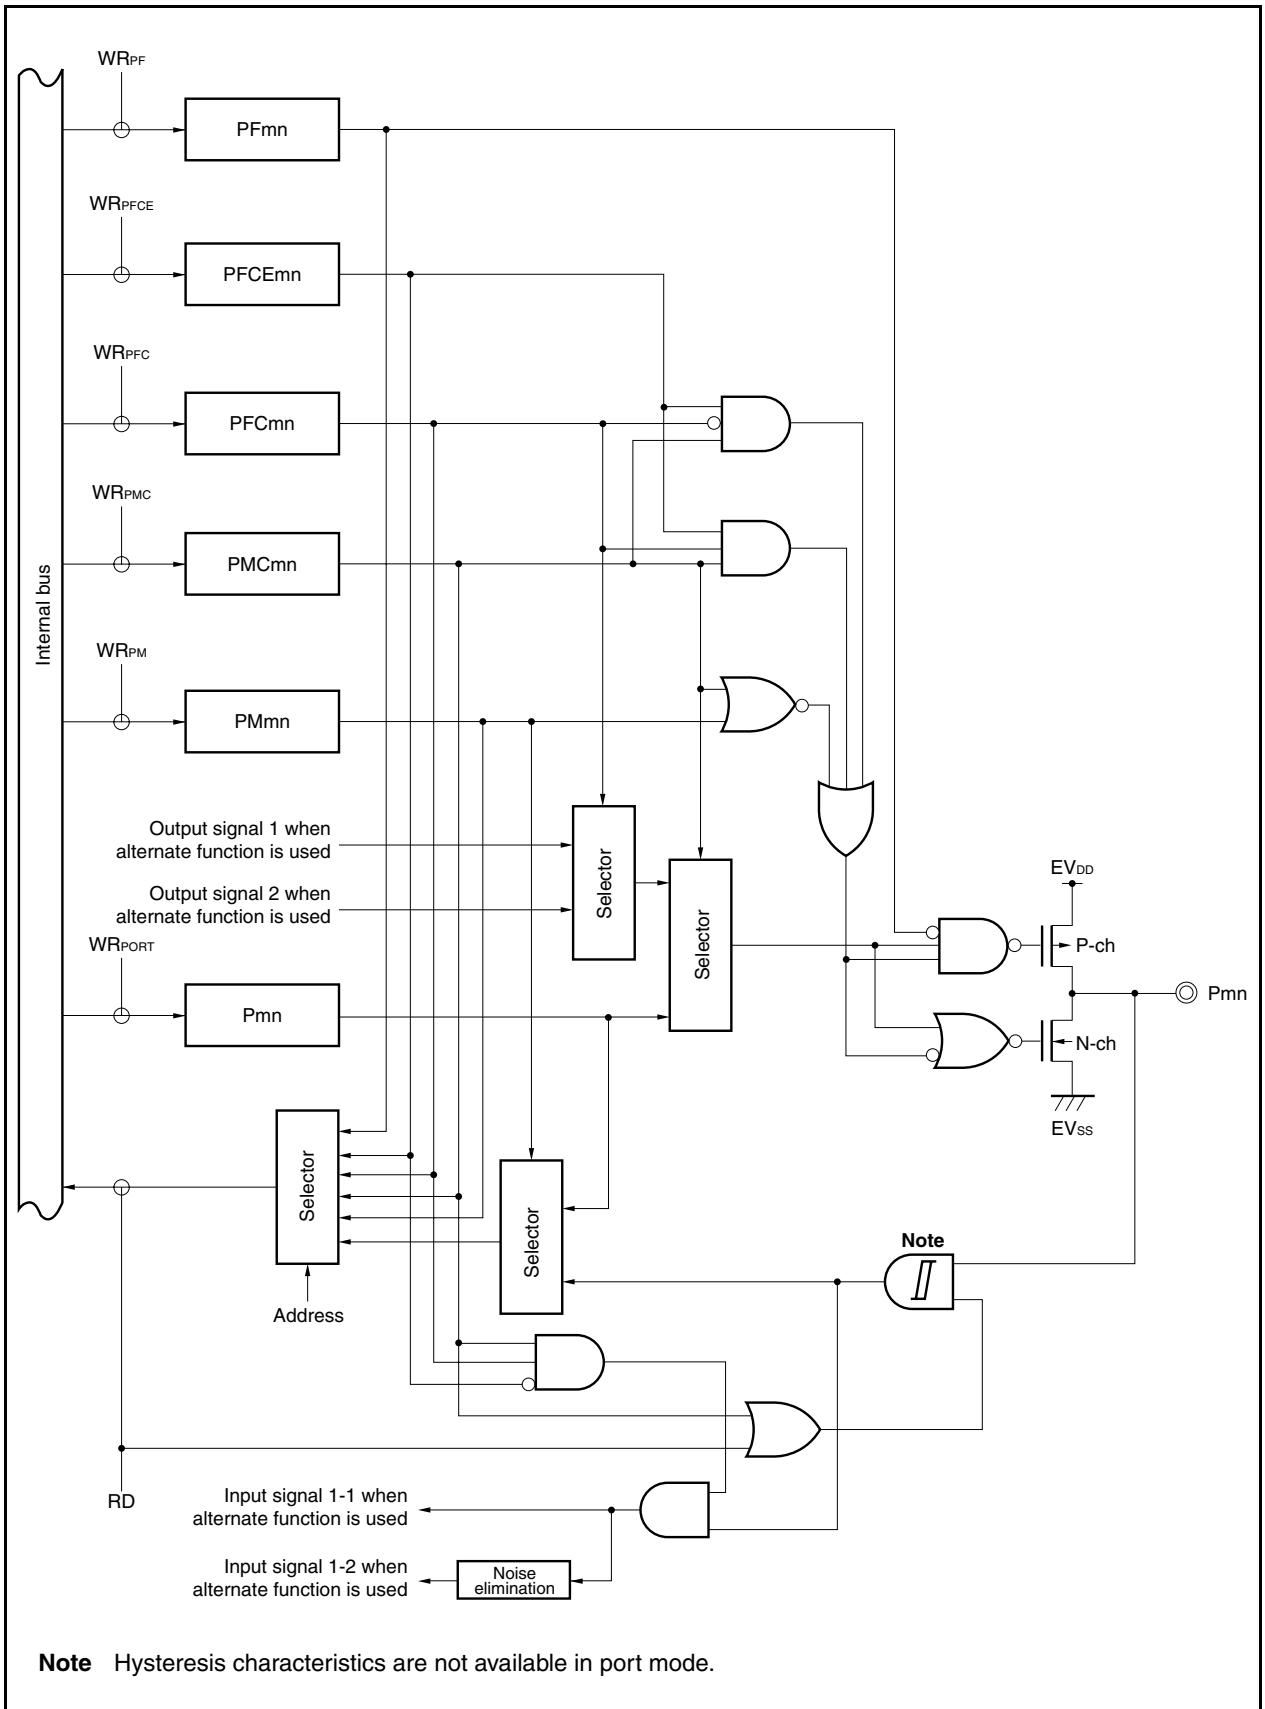 WRPF
PFmn
WRPFCE
PFCEmn
WRPFC
PFCmn
WRPMC
PMCmn
Internal bus
WRPM
PMmn
Output signal 1 when
alternate function is used
Output signal 2 when
alternate function is used
Selector
Selector
EVDD
P-ch
WRPORT
Pmn
Pmn
N-ch
EVSS
Selector
Selector
Address
Note
RD
Input signal 1-1 when
alternate function is used
Input signal 1-2 when
alternate function is used
Noise
elimination
Note Hysteresis characteristics are not available in port mode.